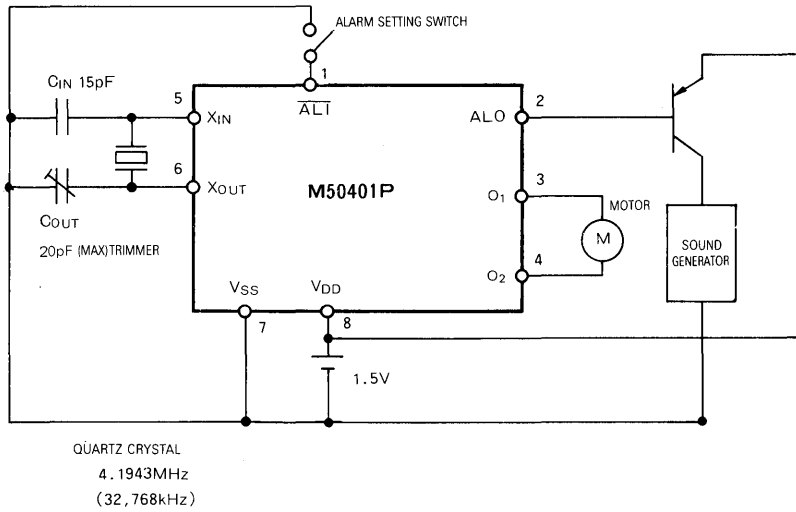 ALARM SETTING SWITCH
CIN 15pF
1
5
2
XIN
ALI
ALO
6
3
XOUT
M50401P
O1
MOTOR
M
COUT
20pF (MAX)TRIMMER
4
SOUND
GENERATOR
O2
VSS
VDD
7
8
1.5V
QUARTZ CRYSTAL
4.1943MHz
(32,768kHz)